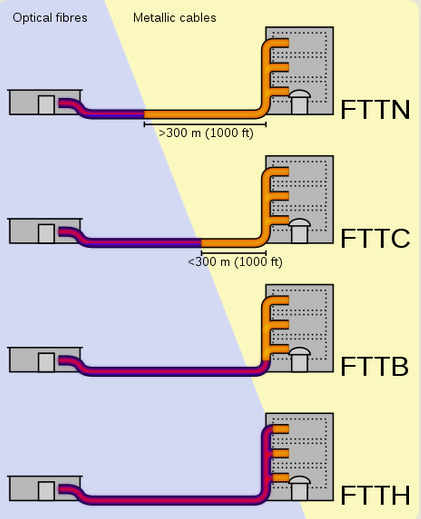 Optical fibres
Metallic cables
FTTN
>300 m (1000 ft)
FTTC
<300 m (1000 ft)
FTTB
FTTH